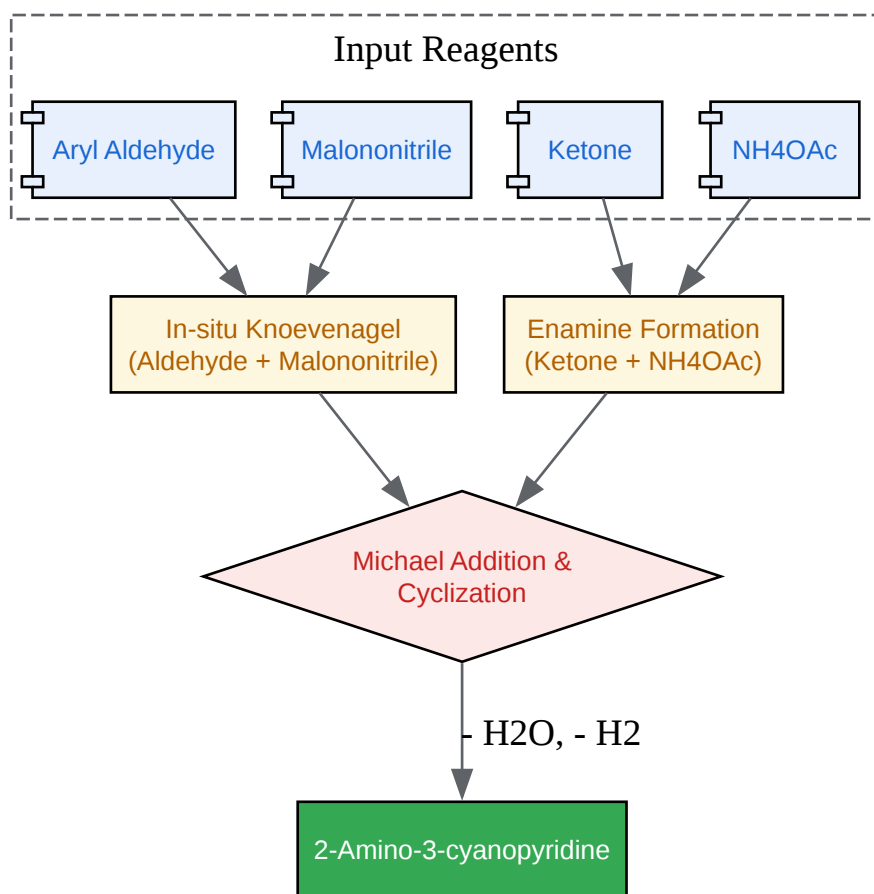 Input Reagents
Aryl Aldehyde
Malononitrile
Ketone
NH4OAc
In-situ Knoevenagel
(Aldehyde + Malononitrile)
Enamine Formation
(Ketone + NH4OAc)
Michael Addition &
Cyclization
- H2O, - H2
2-Amino-3-cyanopyridine